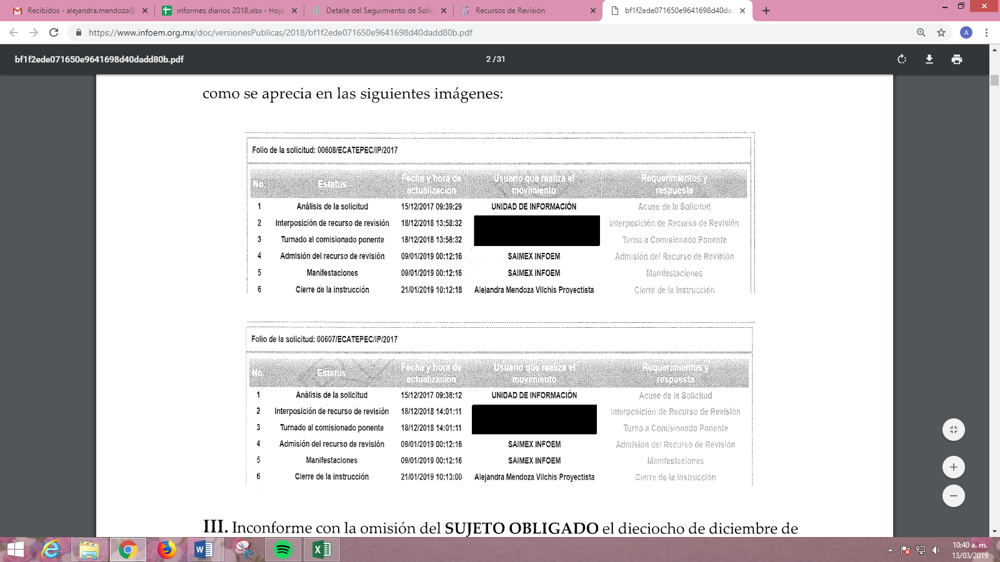 Recibidos - alejandra.mendoza@
informes diarios 2018.xlsx - Hoja
Detalle del Seguimiento de Solic
Recursos de Revisión
bf1f2ede071650e9641698d40dad
https://www.infoem.org.mx/doc/versionesPublicas/2018/bf1f2ede071650e9641698d40dadd80b.pdf
A
bf1f2ede071650e9641698d40dadd80b.pdf
2 / 31
como se aprecia en las siguientes imágenes:
Folio de la solicitud: 00608/ECATEPEC/IP/2017
No. Estatus Fecha y hora de actualización Usuario que realiza el movimiento Requerimientos y respuesta
1 Análisis de la solicitud 15/12/2017 09:39:29 UNIDAD DE INFORMACIÓN Acuse de la Solicitud
2 Interposición de recurso de revisión 18/12/2018 13:58:32 Interposición de Recurso de Revisión
3 Turnado al comisionado ponente 18/12/2018 13:58:32 Turno a Comisionado Ponente
4 Admisión del recurso de revisión 09/01/2019 00:12:16 SAIMEX INFOEM Admisión del Recurso de Revisión
5 Manifestaciones 09/01/2019 00:12:16 SAIMEX INFOEM Manifestaciones
6 Cierre de la instrucción 21/01/2019 10:12:18 Alejandra Mendoza Vilchis Proyectista Cierre de la Instrucción
Folio de la solicitud: 00607/ECATEPEC/IP/2017
No. Estatus Fecha y hora de actualización Usuario que realiza el movimiento Requerimientos y respuesta
1 Análisis de la solicitud 15/12/2017 09:38:12 UNIDAD DE INFORMACIÓN Acuse de la Solicitud
2 Interposición de recurso de revisión 18/12/2018 14:01:11 Interposición de Recurso de Revisión
3 Turnado al comisionado ponente 18/12/2018 14:01:11 Turno a Comisionado Ponente
4 Admisión del recurso de revisión 09/01/2019 00:12:16 SAIMEX INFOEM Admisión del Recurso de Revisión
5 Manifestaciones 09/01/2019 00:12:16 SAIMEX INFOEM Manifestaciones
6 Cierre de la instrucción 21/01/2019 10:13:00 Alejandra Mendoza Vilchis Proyectista Cierre de la Instrucción
III. Inconforme con la omisión del SUJETO OBLIGADO el dieciocho de diciembre de
10:40 a. m.
13/03/2019